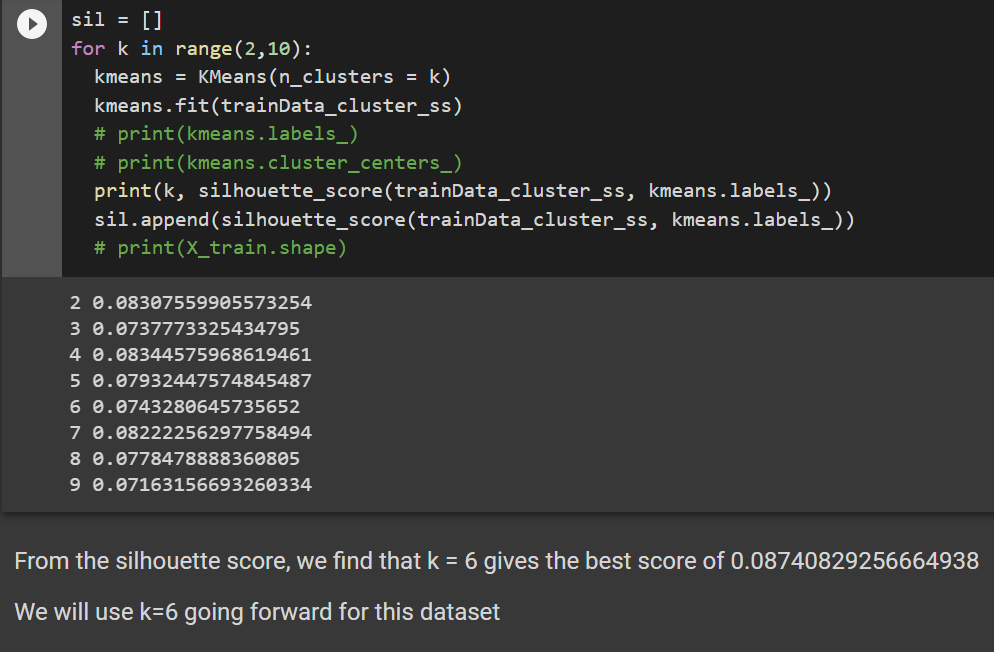 sil = []
for k in range(2,10):
  kmeans = KMeans(n_clusters = k)
  kmeans.fit(trainData_cluster_ss)
  # print(kmeans.labels_)
  # print(kmeans.cluster_centers_)
  print(k, silhouette_score(trainData_cluster_ss, kmeans.labels_))
  sil.append(silhouette_score(trainData_cluster_ss, kmeans.labels_))
  # print(X_train.shape)
2 0.08307559905573254
3 0.0737773325434795
4 0.08344575968619461
5 0.07932447574845487
6 0.0743280645735652
7 0.08222256297758494
8 0.0778478888360805
9 0.07163156693260334
From the silhouette score, we find that k = 6 gives the best score of 0.08740829256664938
We will use k=6 going forward for this dataset